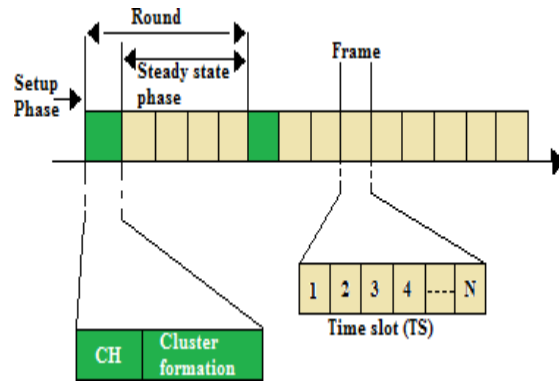 Round
Steady state
phase
Frame
Setup
Phase
1 2 3 4 ---- N
Time slot (TS)
CH
Cluster
formation